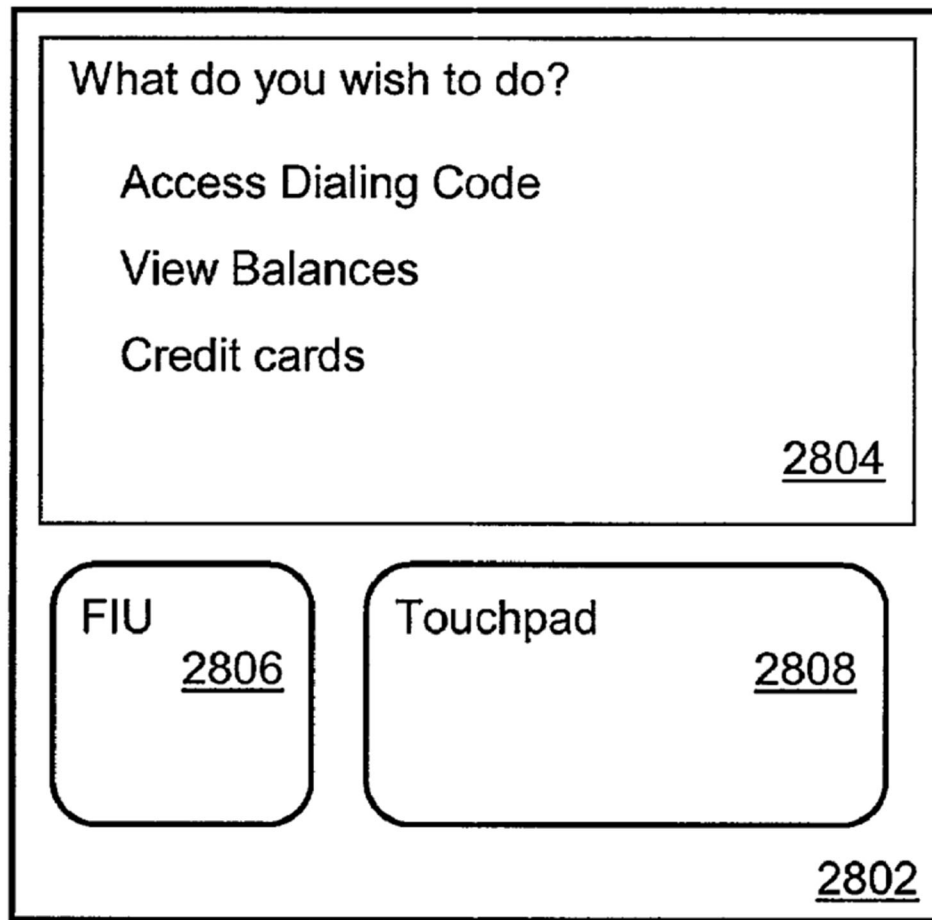 What do you wish to do?
Access Dialing Code
View Balances
Credit cards
2804
FIU
2806
Touchpad
2808
2802